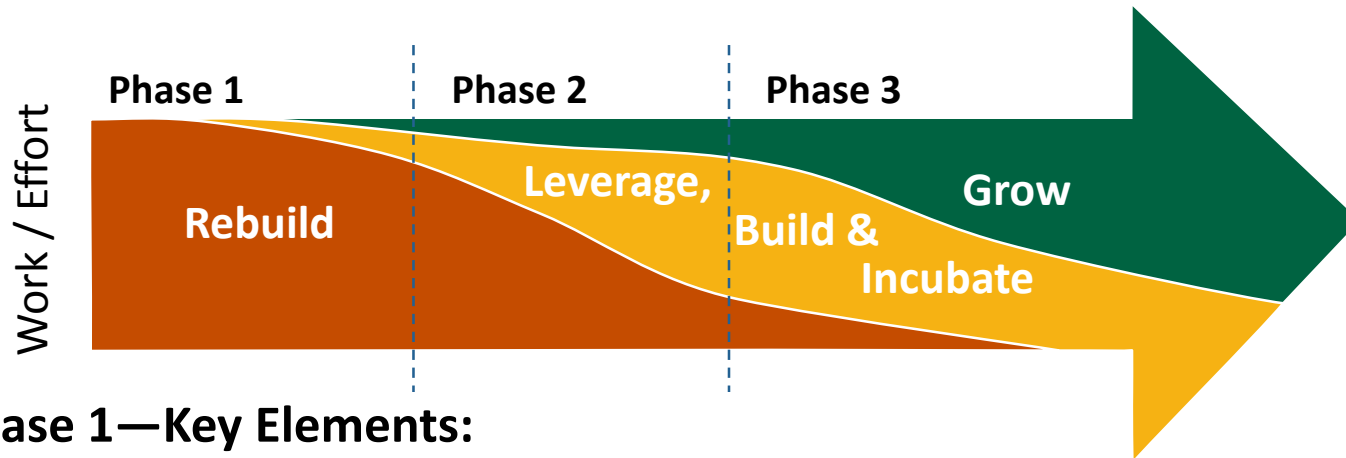 Phase 1 Phase 2 Phase 3
Work / Effort
Rebuild
Leverage,
Build &
Incubate
Grow
ase 1—Key Elements: